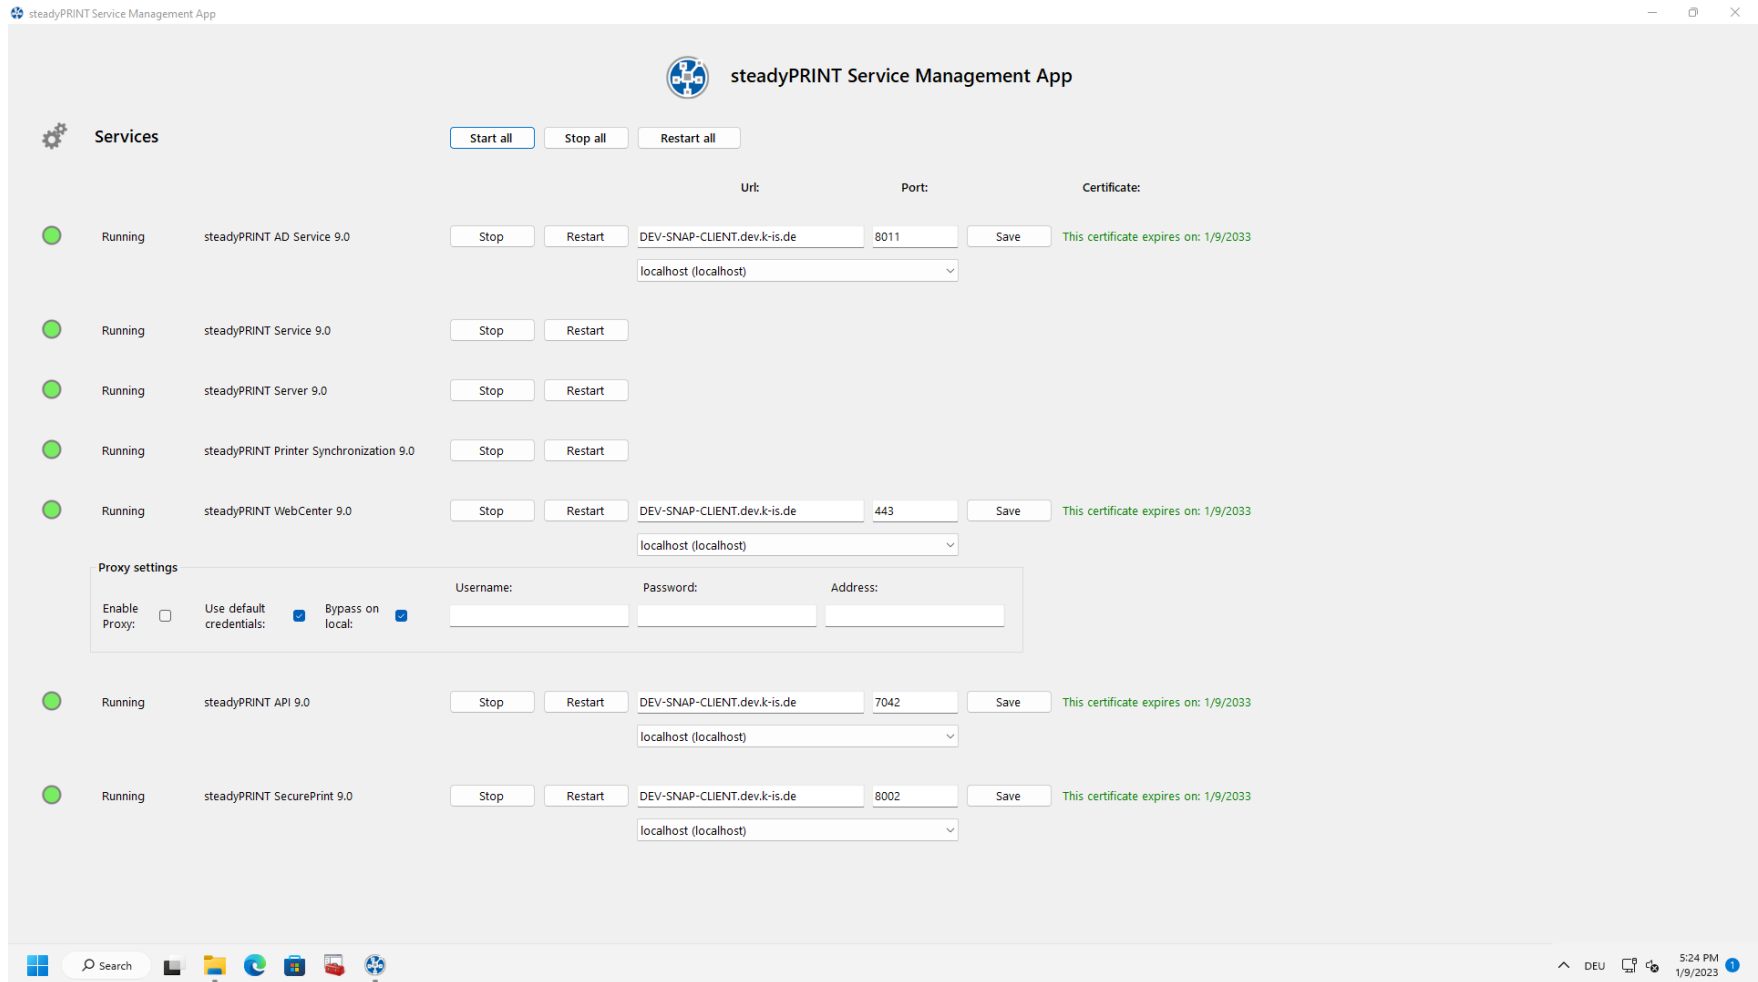 steadyPRINT Service Management App
steadyPRINT Service Management App
Services
Start all Stop all Restart all
Url: Port: Certificate:
Running steadyPRINT AD Service 9.0 Stop Restart DEV-SNAP-CLIENT.dev.k-is.de 8011 Save This certificate expires on: 1/9/2033
localhost (localhost)
Running steadyPRINT Service 9.0 Stop Restart
Running steadyPRINT Server 9.0 Stop Restart
Running steadyPRINT Printer Synchronization 9.0 Stop Restart
Running steadyPRINT WebCenter 9.0 Stop Restart DEV-SNAP-CLIENT.dev.k-is.de 443 Save This certificate expires on: 1/9/2033
localhost (localhost)
Proxy settings
Username: Password: Address:
Enable Use default Bypass on
Proxy: credentials: local:
Running steadyPRINT API 9.0 Stop Restart DEV-SNAP-CLIENT.dev.k-is.de 7042 Save This certificate expires on: 1/9/2033
localhost (localhost)
Running steadyPRINT SecurePrint 9.0 Stop Restart DEV-SNAP-CLIENT.dev.k-is.de 8002 Save This certificate expires on: 1/9/2033
localhost (localhost)
Search DEU 5:24 PM 1
1/9/2023